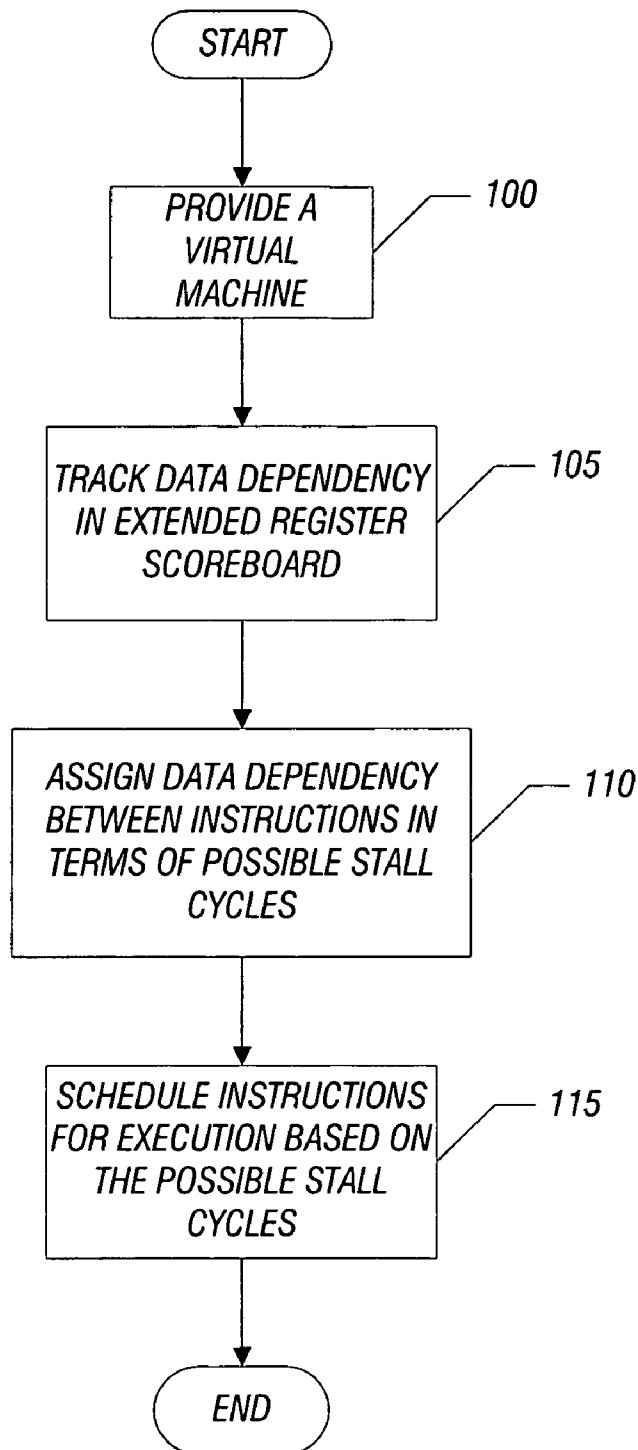 START
PROVIDE A
VIRTUAL
MACHINE
100
TRACK DATA DEPENDENCY
IN EXTENDED REGISTER
SCOREBOARD
105
ASSIGN DATA DEPENDENCY
BETWEEN INSTRUCTIONS IN
TERMS OF POSSIBLE STALL
CYCLES
110
SCHEDULE INSTRUCTIONS
FOR EXECUTION BASED ON
THE POSSIBLE STALL
CYCLES
115
END